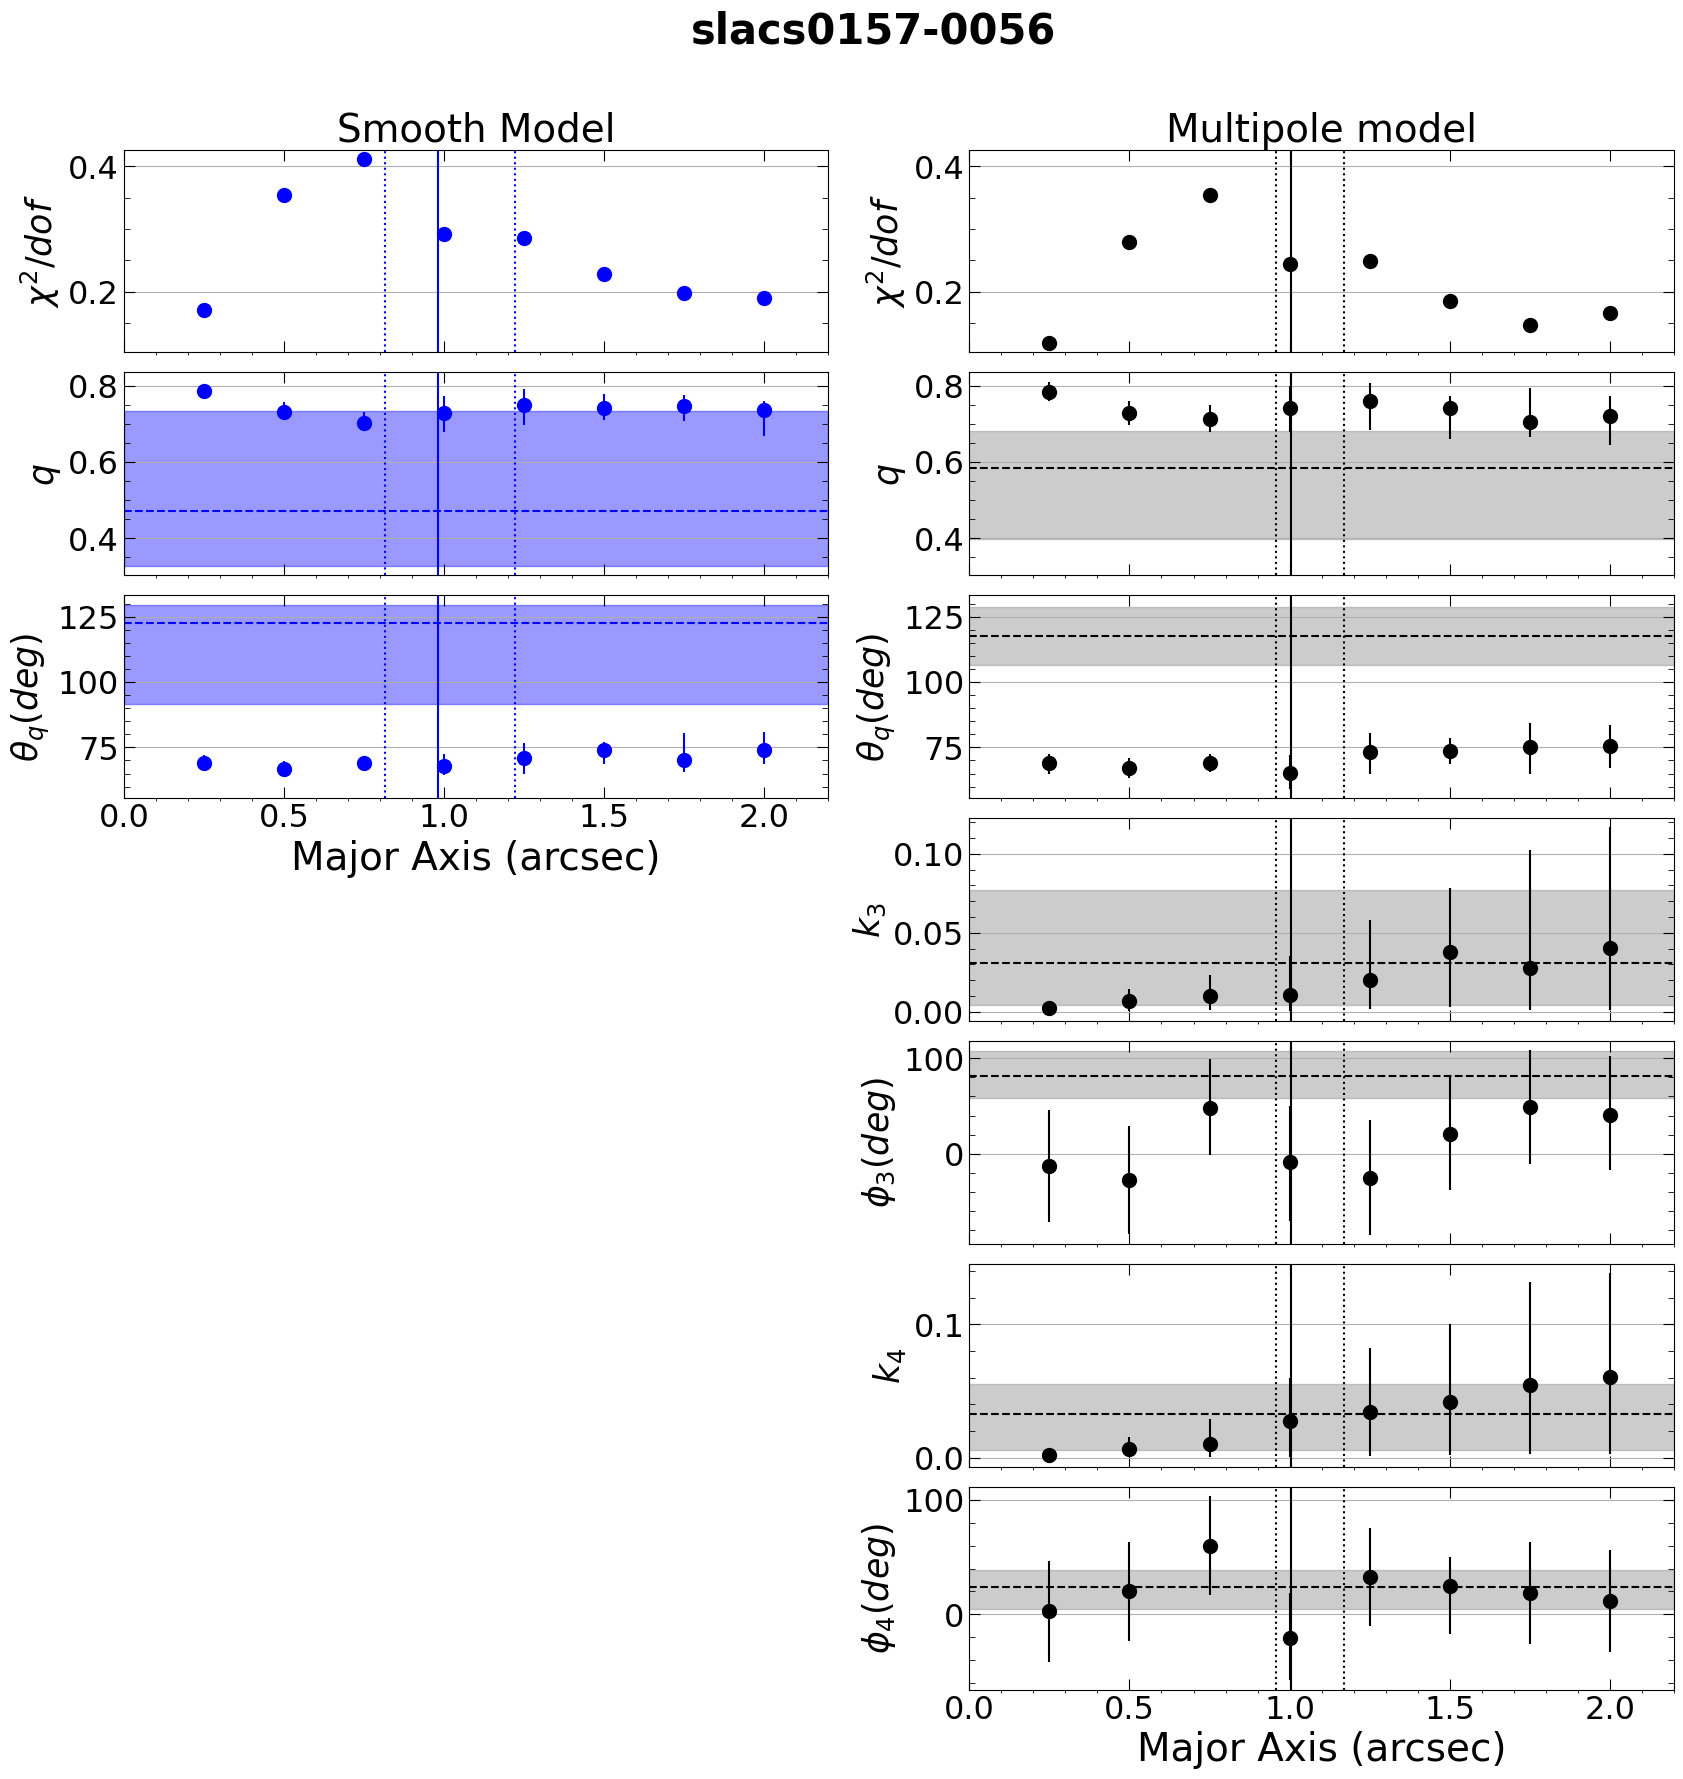 slacs0157-0056
Smooth Model
Multipole model
0.4
0.2
χ²/dof
0.4
0.2
χ²/dof
0.8
0.6
0.4
q
0.8
0.6
0.4
q
125
100
75
θ_q(deg)
125
100
75
θ_q(deg)
0.0 0.5 1.0 1.5 2.0
Major Axis (arcsec)
0.10
0.05
0.00
k₃
100
0
ϕ₃(deg)
0.1
0.0
k₄
100
0
ϕ₄(deg)
0.0 0.5 1.0 1.5 2.0
Major Axis (arcsec)